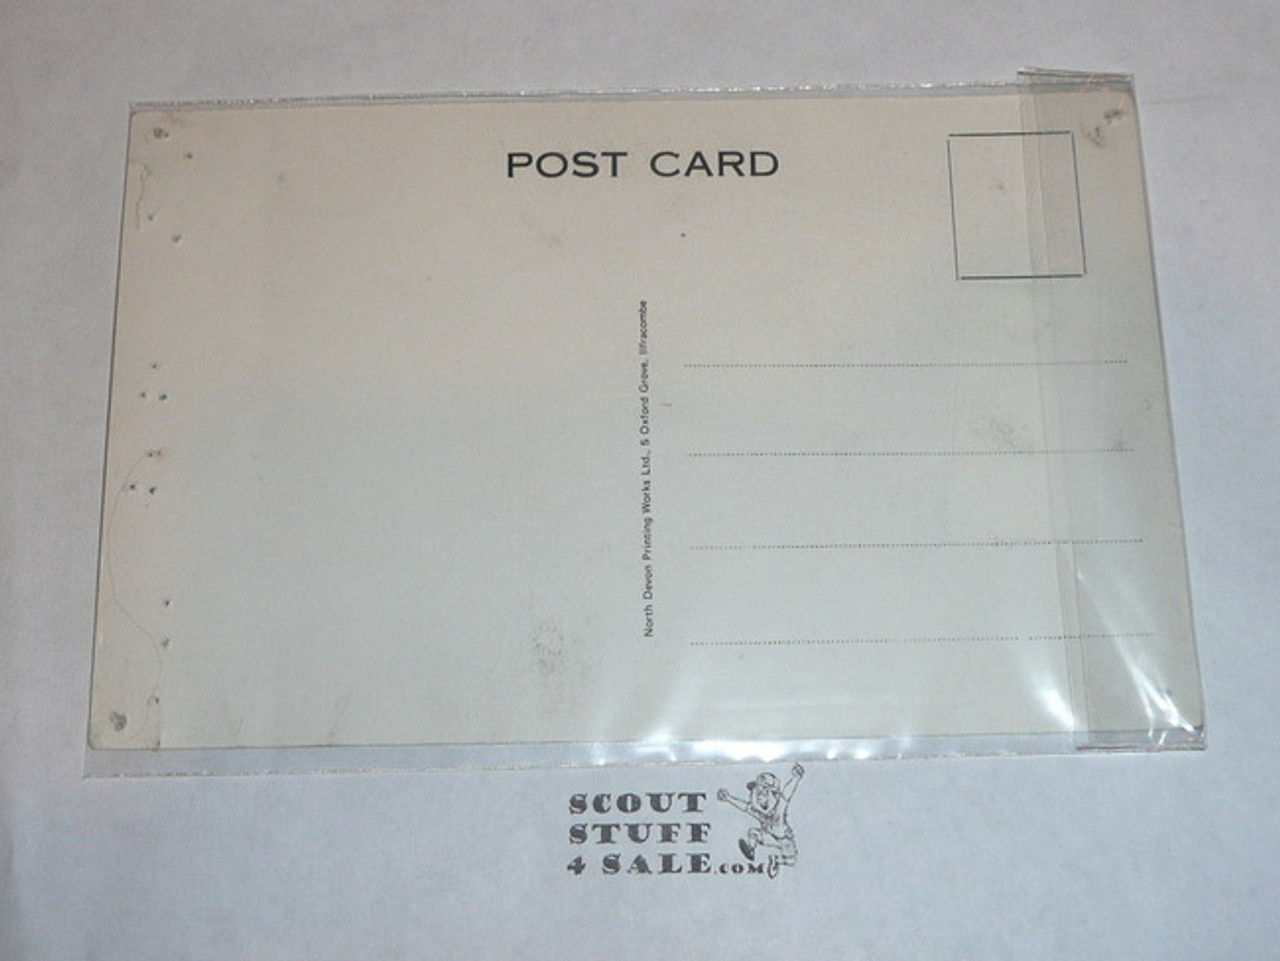 POST CARD
North Devon Printing Works Ltd., 5 Oxford Grove, Ilfracombe
SCOUT
STUFF
4 SALE.COM